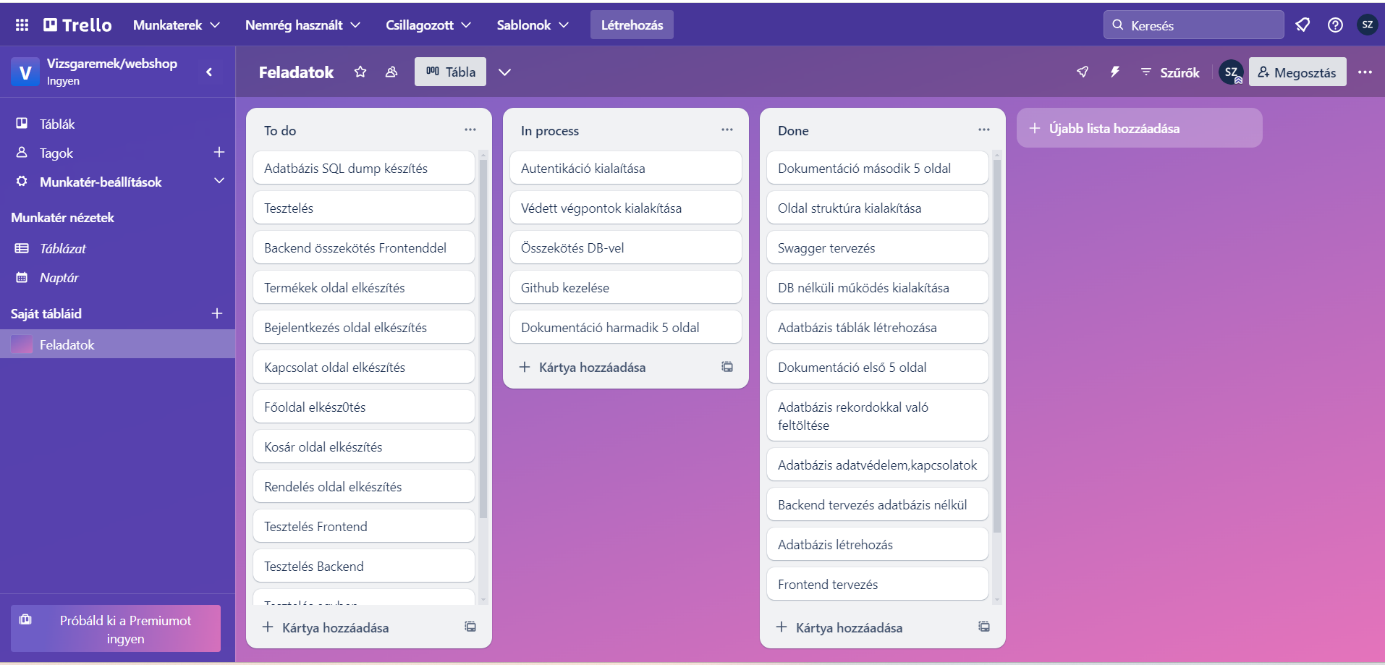 Trello
Munkaterek
Nemrég használt
Csillagozott
Sablonok
Létrehozás
Keresés
SZ
V
Vizsgaremek/webshop
Ingyen
Táblák
Tagok
Munkatér-beállítások
Munkatér nézetek
Táblázat
Naptár
Saját tábláid
Feladatok
Próbáld ki a Premiumot
ingyen
Feladatok
Tábla
Szűrők
SZ
Megosztás
To do
Adatbázis SQL dump készítés
Tesztelés
Backend összekötés Frontenddel
Termékek oldal elkészítés
Bejelentkezés oldal elkészítés
Kapcsolat oldal elkészítés
Főoldal elkész0tés
Kosár oldal elkészítés
Rendelés oldal elkészítés
Tesztelés Frontend
Tesztelés Backend
Kártya hozzáadása
In process
Autentikáció kialaítása
Védett végpontok kialakítása
Összekötés DB-vel
Github kezelése
Dokumentáció harmadik 5 oldal
Kártya hozzáadása
Done
Dokumentáció második 5 oldal
Oldal struktúra kialakítása
Swagger tervezés
DB nélküli működés kialakítása
Adatbázis táblák létrehozása
Dokumentáció első 5 oldal
Adatbázis rekordokkal való
feltöltése
Adatbázis adatvédelem,kapcsolatok
Backend tervezés adatbázis nélkül
Adatbázis létrehozás
Frontend tervezés
Kártya hozzáadása
Újabb lista hozzáadása